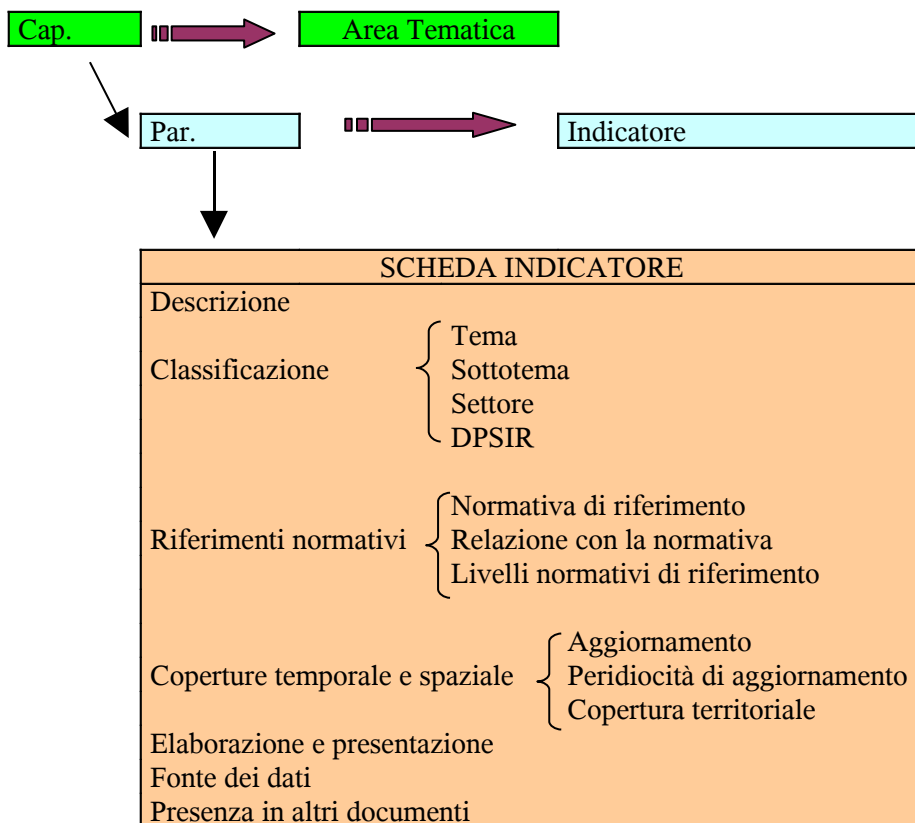 Cap.
Area Tematica
Par.
Indicatore
SCHEDA INDICATORE
Descrizione
Classificazione
Tema
Sottotema
Settore
DPSIR
Riferimenti normativi
Normativa di riferimento
Relazione con la normativa
Livelli normativi di riferimento
Coperture temporale e spaziale
Aggiornamento
Peridiocità di aggiornamento
Copertura territoriale
Elaborazione e presentazione
Fonte dei dati
Presenza in altri documenti